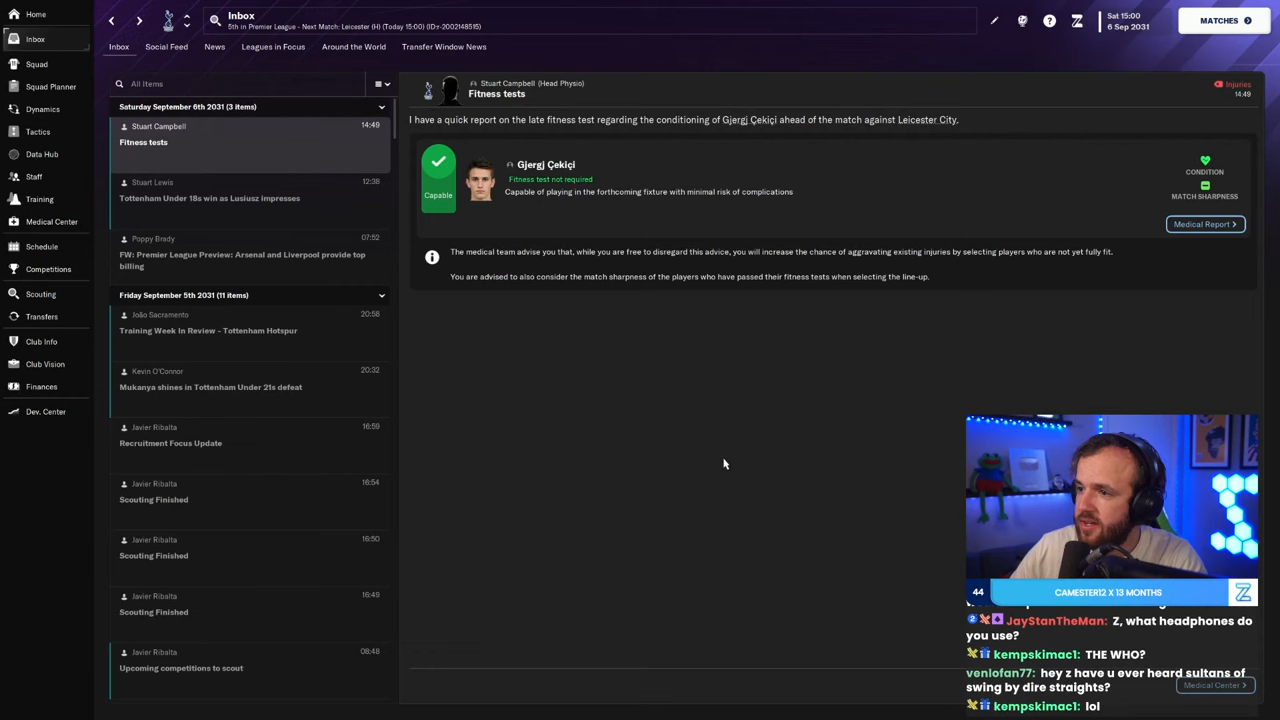 Home
Inbox
Squad
Squad Planner
Dynamics
Tactics
Data Hub
Staff
Training
Medical Center
Schedule
Competitions
Scouting
Transfers
Club Info
Club Vision
Finances
Dev. Center
Inbox
5th in Premier League - Next Match: Leicester (H) (Today 15:00) (ID:r-2002148515)
Sat 15:00
6 Sep 2031
MATCHES
Inbox
Social Feed
News
Leagues in Focus
Around the World
Transfer Window News
All Items
Saturday September 6th 2031 (3 items)
Stuart Campbell 14:49
Fitness tests
Stuart Lewis 12:38
Tottenham Under 18s win as Lusiusz impresses
Poppy Brady 07:52
FW: Premier League Preview: Arsenal and Liverpool provide top
billing
Friday September 5th 2031 (11 items)
João Sacramento 20:58
Training Week In Review - Tottenham Hotspur
Kevin O'Connor 20:32
Mukanya shines in Tottenham Under 21s defeat
Javier Ribalta 16:59
Recruitment Focus Update
Javier Ribalta 16:54
Scouting Finished
Javier Ribalta 16:50
Scouting Finished
Javier Ribalta 16:49
Scouting Finished
Javier Ribalta 08:48
Upcoming competitions to scout
Stuart Campbell (Head Physio)
Fitness tests
Injuries
14:49
I have a quick report on the late fitness test regarding the conditioning of Gjergj Çekiçi ahead of the match against Leicester City.
Capable
Gjergj Çekiçi
Fitness test not required
Capable of playing in the forthcoming fixture with minimal risk of complications
CONDITION
MATCH SHARPNESS
Medical Report >
The medical team advise you that, while you are free to disregard this advice, you will increase the chance of aggravating existing injuries by selecting players who are not yet fully fit.
You are advised to also consider the match sharpness of the players who have passed their fitness tests when selecting the line-up.
44
CAMESTER12 X 13 MONTHS
JayStanTheMan: Z, what headphones do
you use?
kempskimac1: THE WHO?
venlofan77: hey z have u ever heard sultans of
swing by dire straights?
kempskimac1: lol
Medical Center >